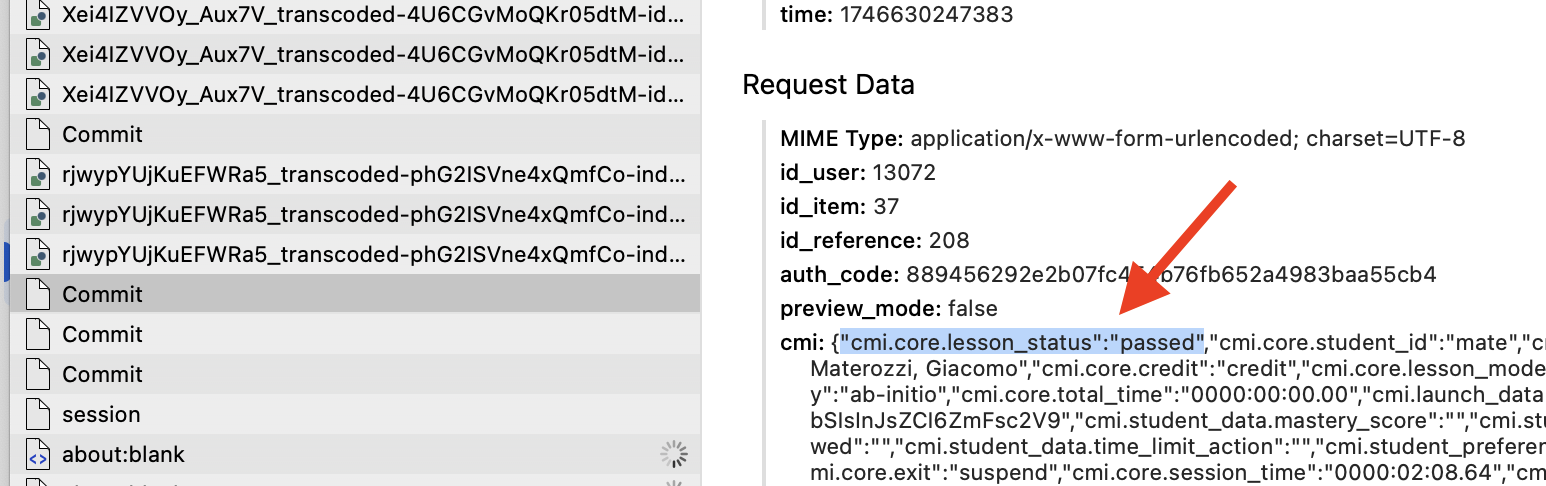 Xei4IZVVOy_Aux7V_transcoded-4U6CGvMoQKr05dtM-id...
Xei4IZVVOy_Aux7V_transcoded-4U6CGvMoQKr05dtM-id...
Xei4IZVVOy_Aux7V_transcoded-4U6CGvMoQKr05dtM-id...
Commit
rjwypYUjKuEFWRa5_transcoded-phG2ISVne4xQmfCo-ind...
rjwypYUjKuEFWRa5_transcoded-phG2ISVne4xQmfCo-ind...
rjwypYUjKuEFWRa5_transcoded-phG2ISVne4xQmfCo-ind...
Commit
Commit
Commit
session
about:blank
time: 1746630247383
Request Data
MIME Type: application/x-www-form-urlencoded; charset=UTF-8
id_user: 13072
id_item: 37
id_reference: 208
auth_code:
preview_mode: false
cmi: {"cmi.core.lesson_status":"passed","cmi.core.student_id":"mate","c
Materozzi, Giacomo","cmi.core.credit":"credit","cmi.core.lesson_mode
y":"ab-initio","cmi.core.total_time":"0000:00:00.00","cmi.launch_data
bSIsInJsZCI6ZmFsc2V9","cmi.student_data.mastery_score":"","cmi.stu
wed":"","cmi.student_data.time_limit_action":"","cmi.student_preferen
mi.core.exit":"suspend","cmi.core.session_time":"0000:02:08.64","cm